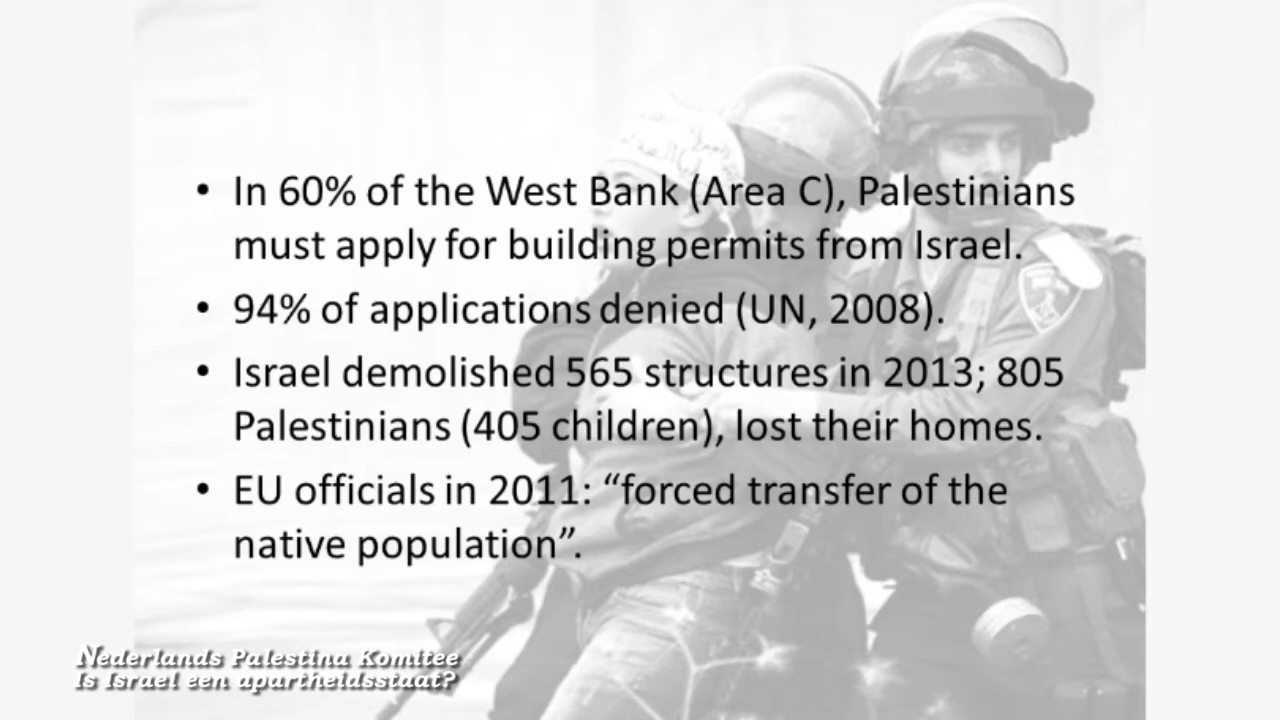 • In 60% of the West Bank (Area C), Palestinians
must apply for building permits from Israel.
• 94% of applications denied (UN, 2008).
• Israel demolished 565 structures in 2013; 805
Palestinians (405 children), lost their homes.
• EU officials in 2011: “forced transfer of the
native population”.
Nederlands Palestina Komitee
Is Israel een apartheidsstaat?